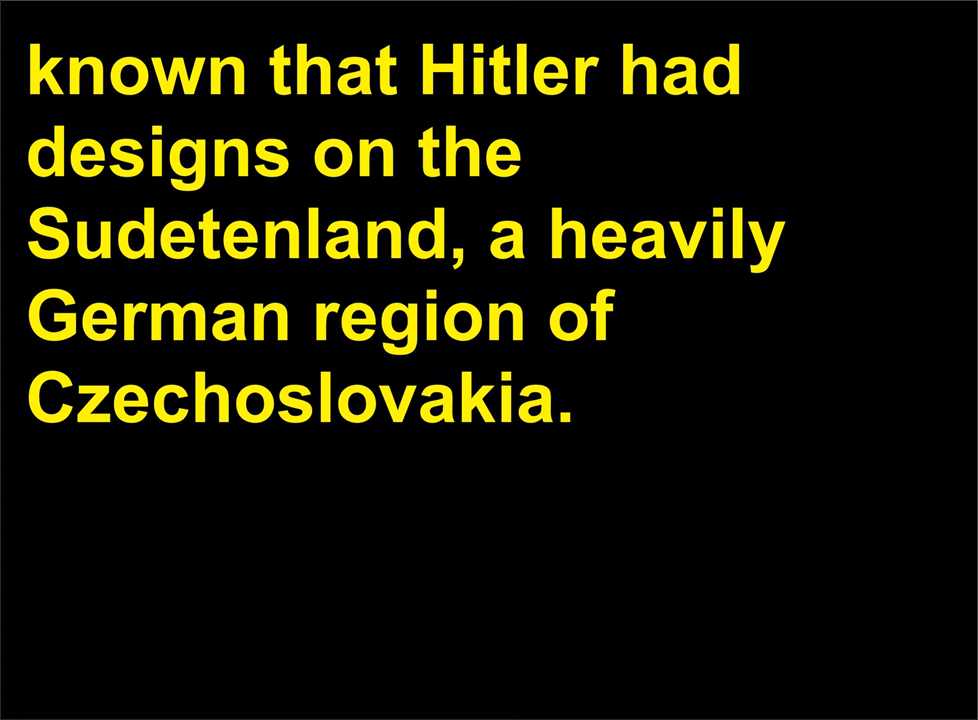 known that Hitler had
designs on the
Sudetenland, a heavily
German region of
Czechoslovakia.